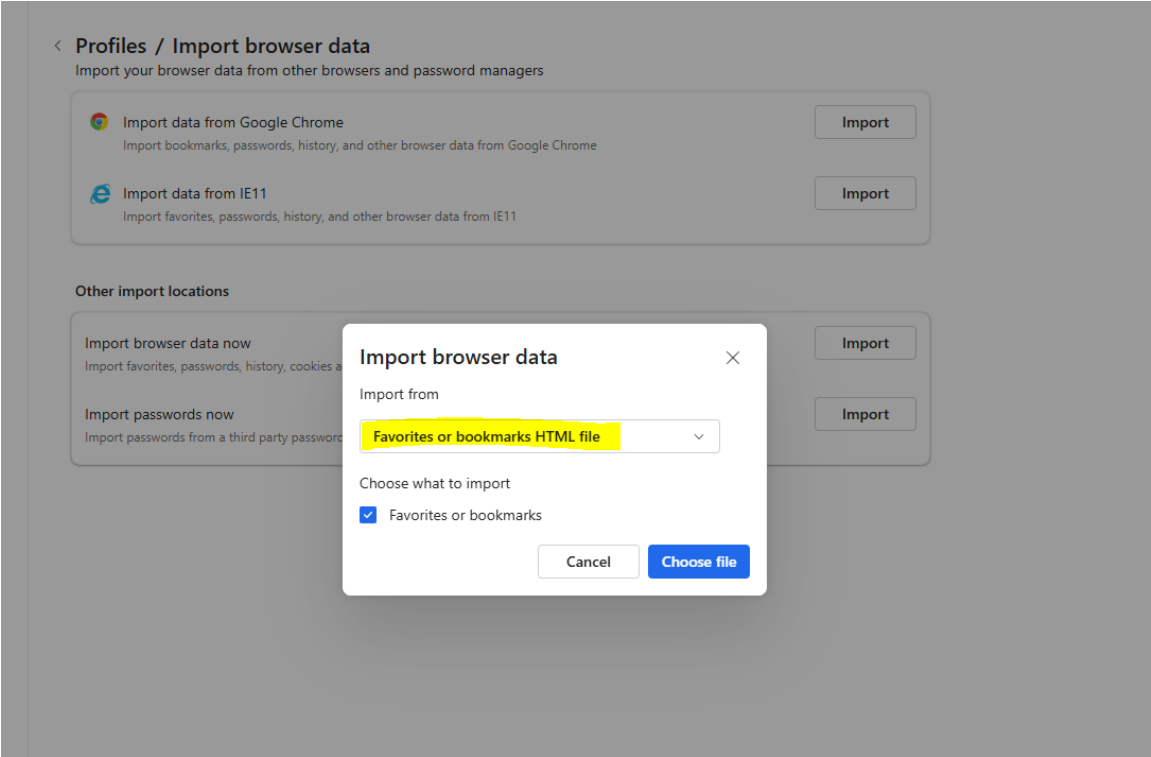 Profiles / Import browser data
Import your browser data from other browsers and password managers
Import data from Google Chrome
Import
Import bookmarks, passwords, history, and other browser data from Google Chrome
Import data from IE11
Import
Import favorites, passwords, history, and other browser data from IE11
Other import locations
Import browser data now
Import
Import favorites, passwords, history, cookies a
Import passwords now
Import
Import passwords from a third party password
Import browser data
Import from
Favorites or bookmarks HTML file
Choose what to import
Favorites or bookmarks
Cancel
Choose file